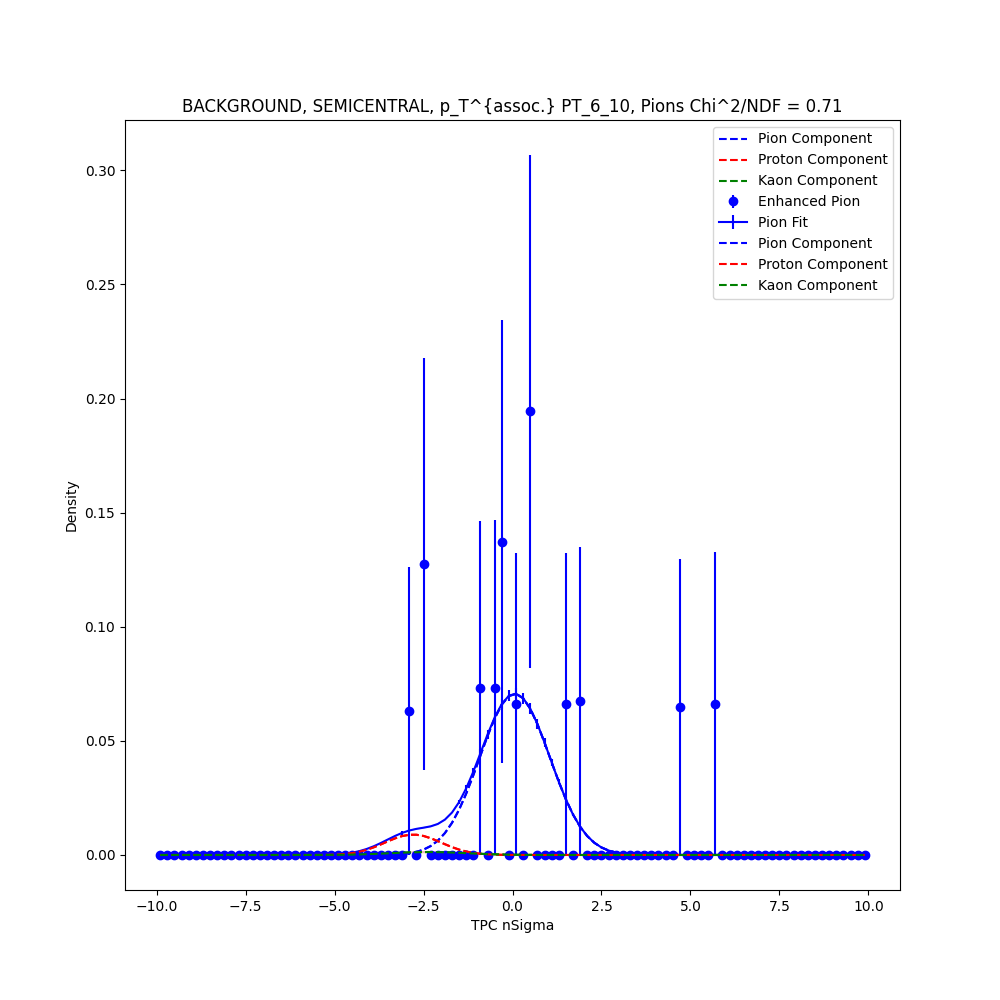 BACKGROUND, SEMICENTRAL, p_T^{assoc.} PT_6_10, Pions Chi^2/NDF = 0.71
Pion Component
Proton Component
Kaon Component
Enhanced Pion
Pion Fit
Pion Component
Proton Component
Kaon Component
0.30
0.25
0.20
0.15
0.10
0.05
0.00
Density
−10.0 −7.5 −5.0 −2.5 0.0 2.5 5.0 7.5 10.0
TPC nSigma